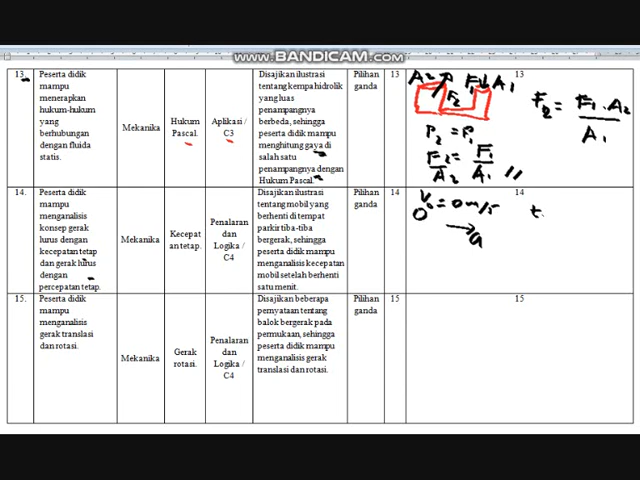 www.BANDICAM.com
13.
Peserta didik
mampu
menerapkan
hukum-hukum
yang
berhubungan
dengan fluida
statis.
Mekanika
Hukum
Pascal.
Aplikasi /
C3
Disajikan ilustrasi
tentang kempa hidrolik
yang luas
penampangnya
berbeda, sehingga
peserta didik mampu
menghitung gaya di
salah satu
penampangnya dengan
Hukum Pascal.
Pilihan
ganda
13
13
A2
F2
F1 A1
P2 = P1
F2/A2 = F1/A1 //
F2 = F1 . A2 / A1
14.
Peserta didik
mampu
menganalisis
konsep gerak
lurus dengan
kecepatan tetap
dan gerak lurus
dengan
percepatan tetap.
Mekanika
Kecepat
an tetap.
Penalaran
dan
Logika /
C4
Disajikan ilustrasi
tentang mobil yang
berhenti di tempat
parkir tiba-tiba
bergerak, sehingga
peserta didik mampu
menganalisis kecepatan
mobil setelah berhenti
satu menit.
Pilihan
ganda
14
14
V0 = 0 m/s
a
t
15.
Peserta didik
mampu
menganalisis
gerak translasi
dan rotasi.
Mekanika
Gerak
rotasi.
Penalaran
dan
Logika /
C4
Disajikan beberapa
pernyataan tentang
balok bergerak pada
permukaan, sehingga
peserta didik mampu
menganalisis gerak
translasi dan rotasi.
Pilihan
ganda
15
15